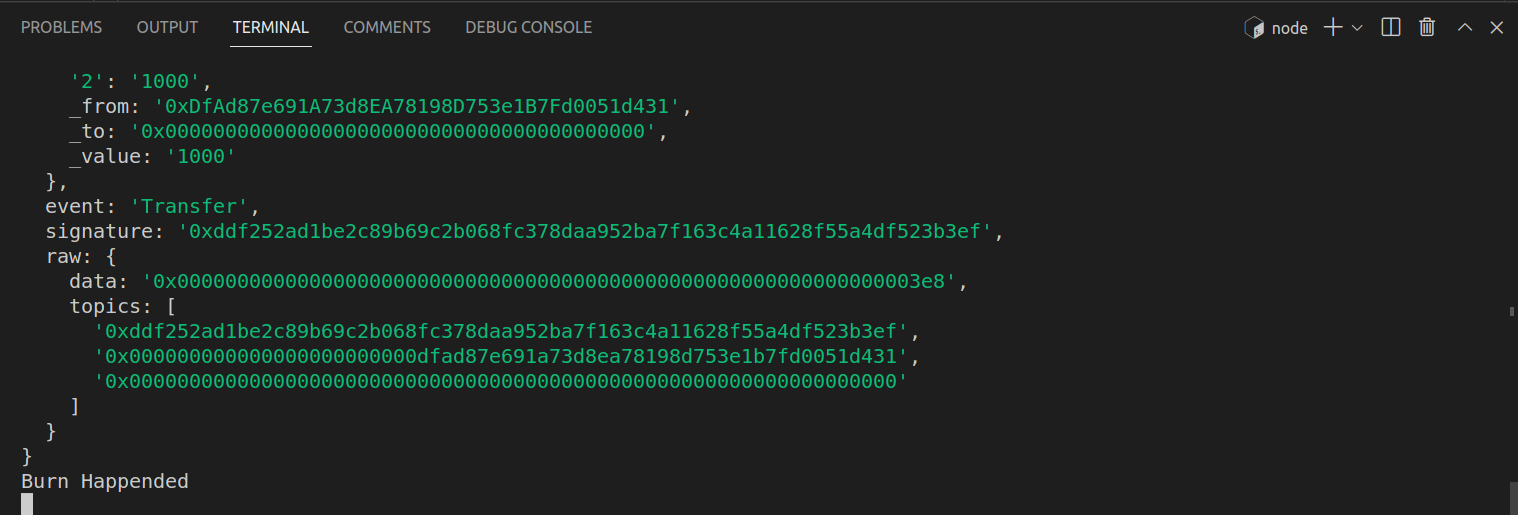 PROBLEMS OUTPUT TERMINAL COMMENTS DEBUG CONSOLE node
'2': '1000',
_from: '0xDfAd87e691A73d8EA78198D753e1B7Fd0051d431',
_to: '0x0000000000000000000000000000000000000000',
_value: '1000'
},
event: 'Transfer',
signature: '0xddf252ad1be2c89b69c2b068fc378daa952ba7f163c4a11628f55a4df523b3ef',
raw: {
data: '0x00000000000000000000000000000000000000000000000000000000000003e8',
topics: [
'0xddf252ad1be2c89b69c2b068fc378daa952ba7f163c4a11628f55a4df523b3ef',
'0x000000000000000000000000dfad87e691a73d8ea78198d753e1b7fd0051d431',
'0x0000000000000000000000000000000000000000000000000000000000000000'
]
}
}
Burn Happended